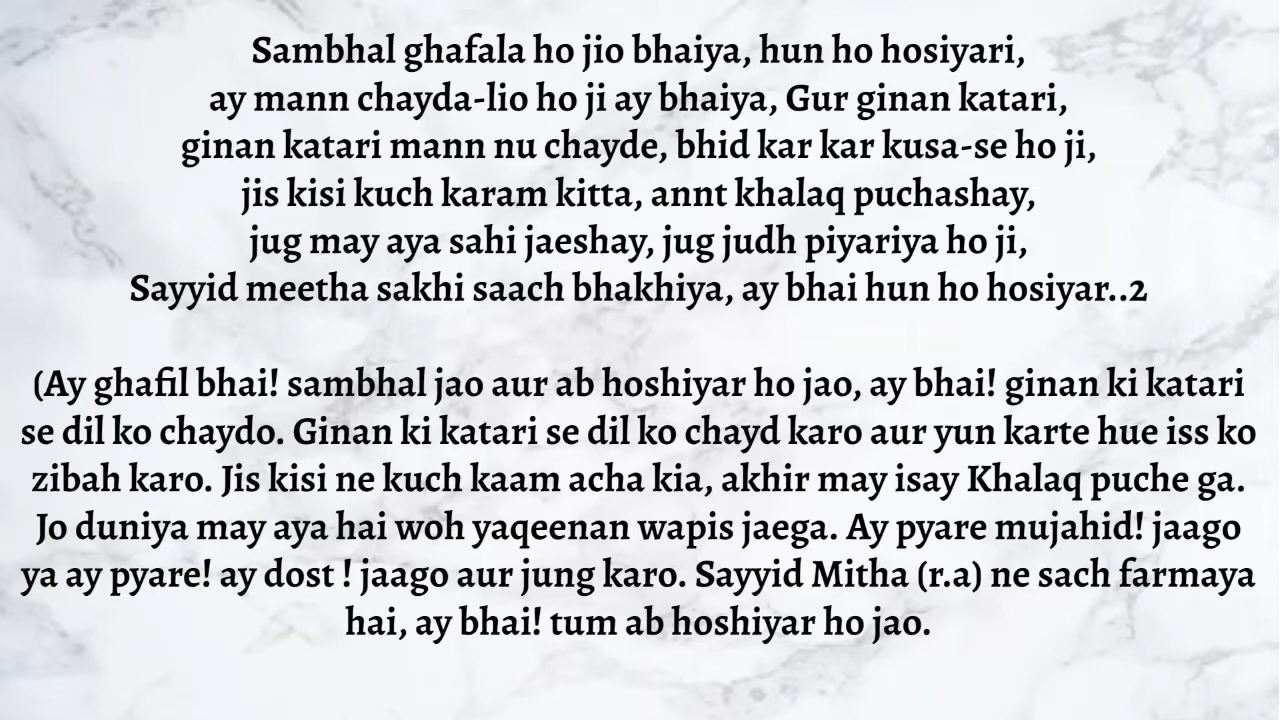 Sambhal ghafala ho jio bhaiya, hun ho hosiyari,
ay mann chayda-lio ho ji ay bhaiya, Gur ginan katari,
ginan katari mann nu chayde, bhid kar kar kusa-se ho ji,
jis kisi kuch karam kitta, annt khalaq puchashay,
jug may aya sahi jaeshay, jug judh piyariya ho ji,
Sayyid meetha sakhi saach bhakhiya, ay bhai hun ho hosiyar..2
(Ay ghafil bhai! sambhal jao aur ab hoshiyar ho jao, ay bhai! ginan ki katari
se dil ko chaydo. Ginan ki katari se dil ko chayd karo aur yun karte hue iss ko
zibah karo. Jis kisi ne kuch kaam acha kia, akhir may isay Khalaq puche ga.
Jo duniya may aya hai woh yaqeenan wapis jaega. Ay pyare mujahid! jaago
ya ay pyare! ay dost ! jaago aur jung karo. Sayyid Mitha (r.a) ne sach farmaya
hai, ay bhai! tum ab hoshiyar ho jao.